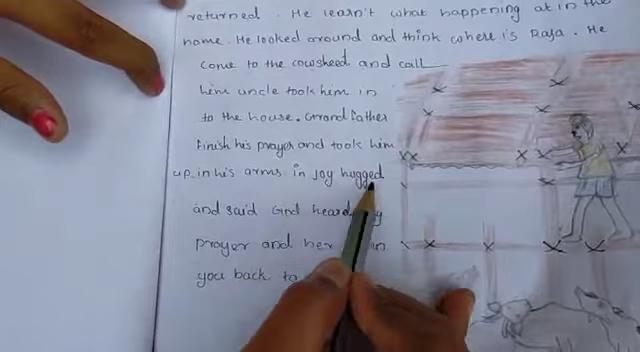 returned. He learn't what happening at in the
home. He looked around and think where is Raja. He
come to the cowsheed and call
him uncle took him in
to the house. Grand father
Finish his prayer and took him
up in his arms in joy hugged
and said God heard
prayer and in
you back to